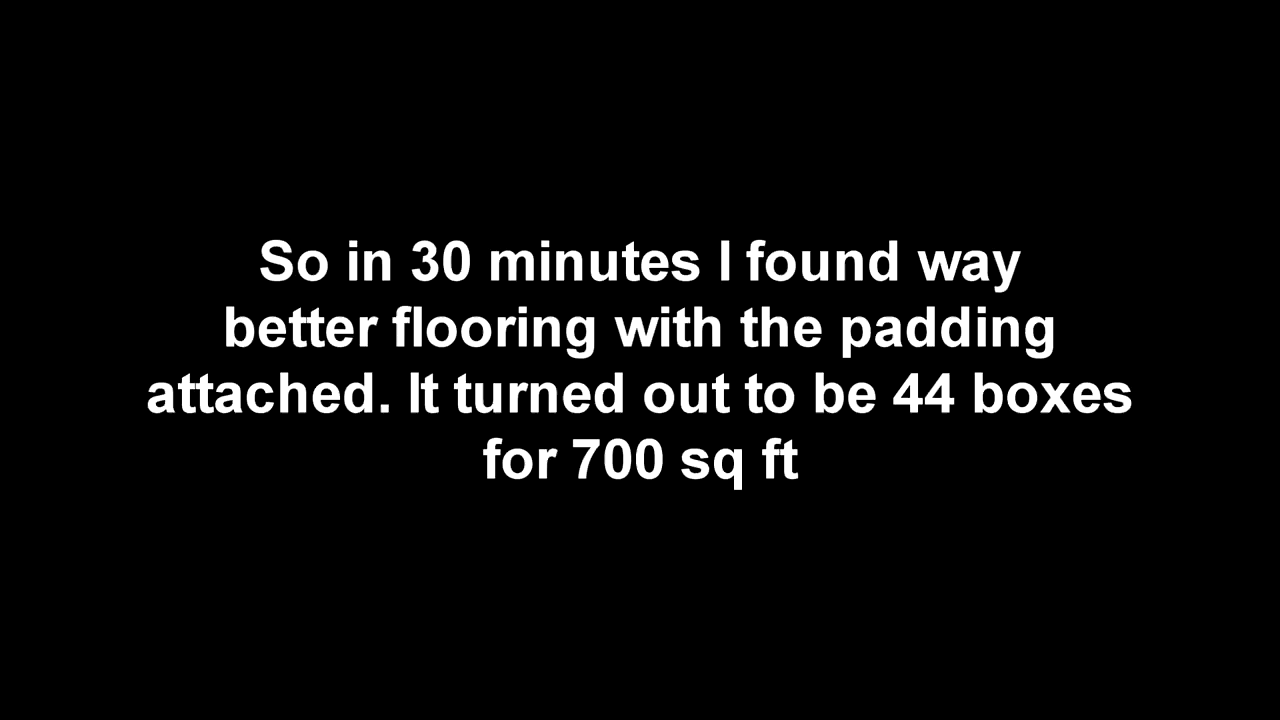 So in 30 minutes I found way
better flooring with the padding
attached. It turned out to be 44 boxes
for 700 sq ft